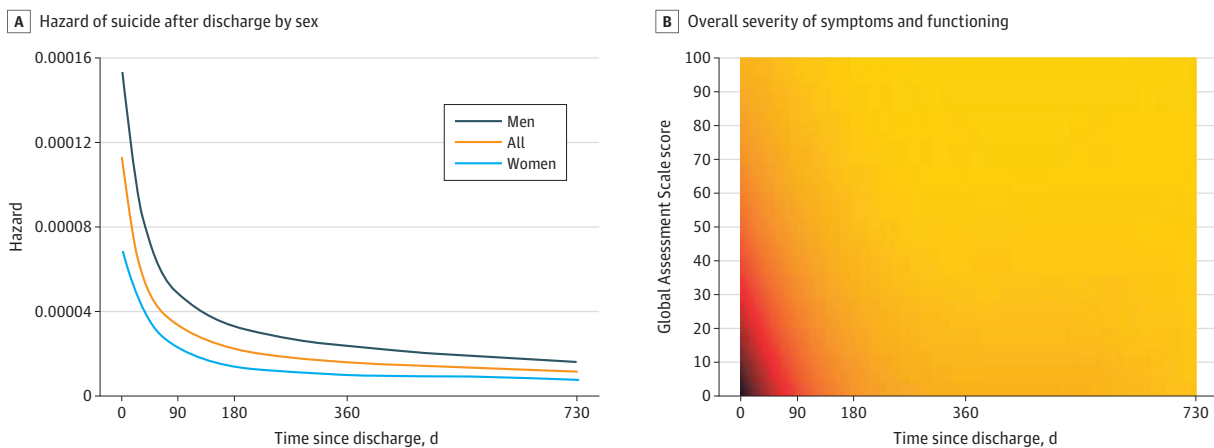 A Hazard of suicide after discharge by sex
0.00016
0.00012
0.00008
0.00004
0
Hazard
Men
All
Women
0 90 180 360 730
Time since discharge, d
B Overall severity of symptoms and functioning
100
90
80
70
60
50
40
30
20
10
0
Global Assessment Scale score
0 90 180 360 730
Time since discharge, d